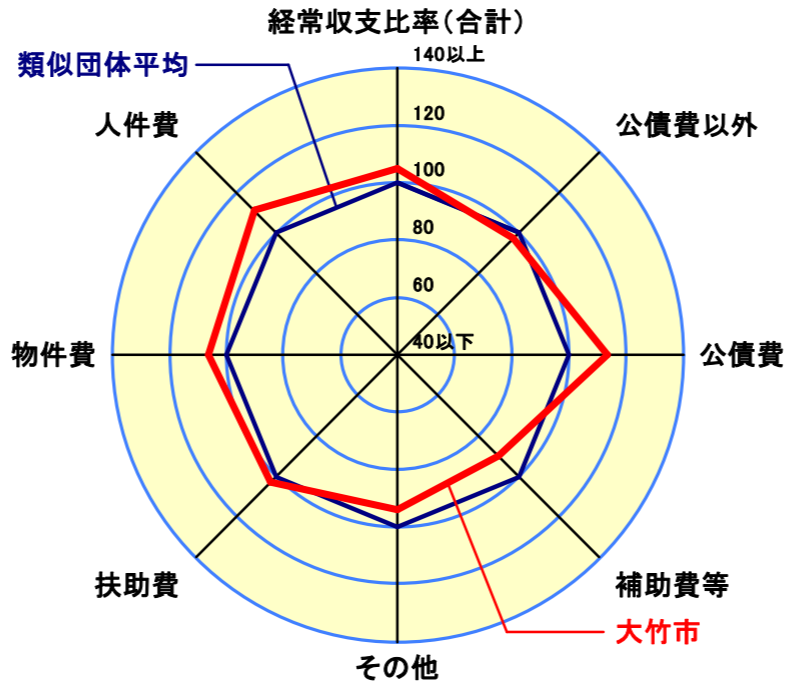 経常収支比率(合計)
140以上
類似団体平均
人件費
120
公債費以外
100
80
60
物件費
40以下
公債費
扶助費
補助費等
大竹市
その他